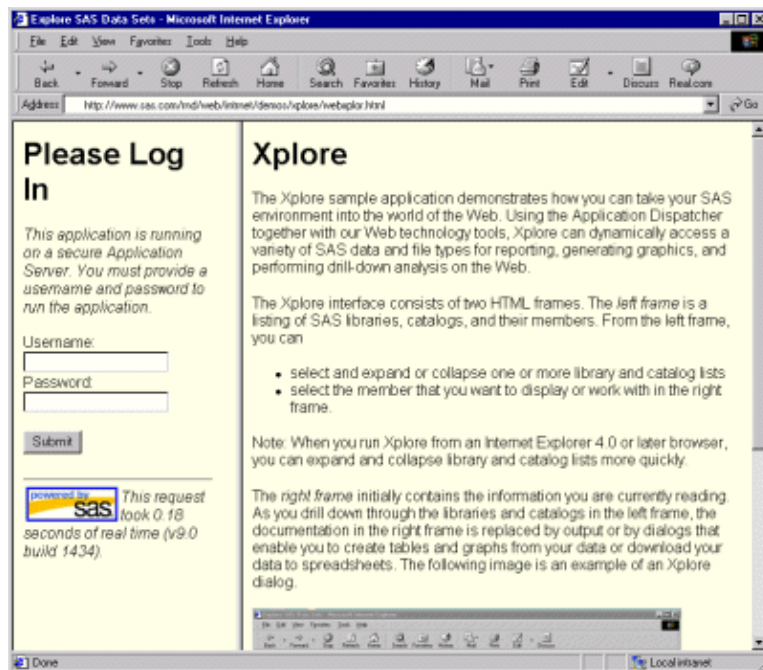 Explore SAS Data Sets - Microsoft Internet Explorer
File Edit View Favorites Tools Help
Back Forward Stop Refresh Home Search Favorites History Mail Print Edit Discuss Real.com
Address http://www.sas.com/rnd/web/intrnet/demos/xplore/webxplor.html Go
Please Log
In
This application is running
on a secure Application
Server. You must provide a
username and password to
run the application.
Username:
Password:
Submit
powered by
sas This request
took 0.18
seconds of real time (v9.0
build 1434).
Xplore
The Xplore sample application demonstrates how you can take your SAS
environment into the world of the Web. Using the Application Dispatcher
together with our Web technology tools, Xplore can dynamically access a
variety of SAS data and file types for reporting, generating graphics, and
performing drill-down analysis on the Web.
The Xplore interface consists of two HTML frames. The left frame is a
listing of SAS libraries, catalogs, and their members. From the left frame,
you can
• select and expand or collapse one or more library and catalog lists
• select the member that you want to display or work with in the right
frame.
Note: When you run Xplore from an Internet Explorer 4.0 or later browser,
you can expand and collapse library and catalog lists more quickly.
The right frame initially contains the information you are currently reading.
As you drill down through the libraries and catalogs in the left frame, the
documentation in the right frame is replaced by output or by dialogs that
enable you to create tables and graphs from your data or download your
data to spreadsheets. The following image is an example of an Xplore
dialog.
Done Local intranet